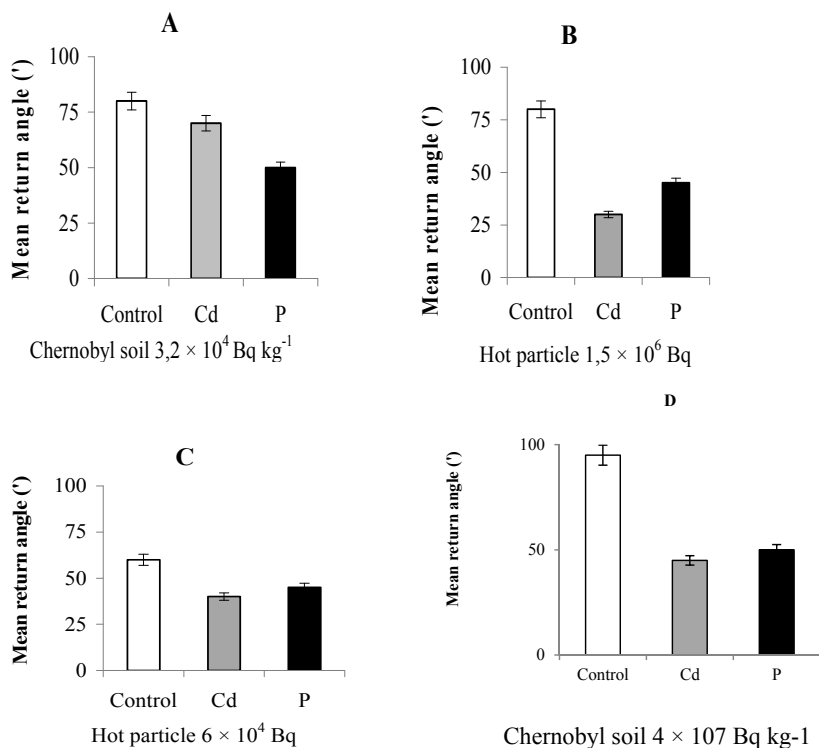 A
Mean return angle (')
100
75
50
25
0
Control Cd P
Chernobyl soil 3,2 × 10⁴ Bq kg⁻¹
B
Mean return angle (')
100
75
50
25
0
Control Cd P
Hot particle 1,5 × 10⁶ Bq
C
Mean return angle (')
100
75
50
25
0
Control Cd P
Hot particle 6 × 10⁴ Bq
D
Mean return angle (')
100
50
0
Control Cd P
Chernobyl soil 4 × 107 Bq kg-1